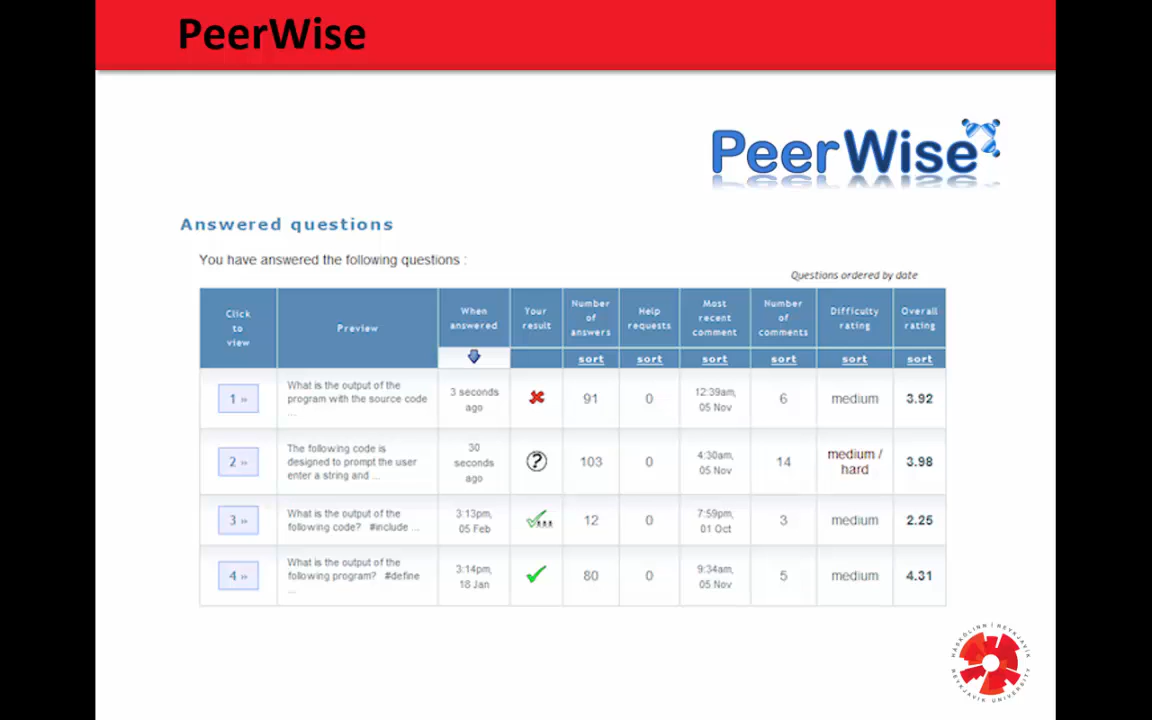 PeerWise
PeerWise
Answered questions
You have answered the following questions :
Questions ordered by date
Click
to
view
Preview
When
answered
Your
result
Number
of
answers
sort
Help
requests
sort
Most
recent
comment
sort
Number
of
comments
sort
Difficulty
rating
sort
Overall
rating
sort
1 »
What is the output of the
program with the source code
...
3 seconds
ago
91
0
12:39am,
05 Nov
6
medium
3.92
2 »
The following code is
designed to prompt the user
enter a string and ...
30
seconds
ago
?
103
0
4:30am,
05 Nov
14
medium /
hard
3.98
3 »
What is the output of the
following code? #include ...
3:13pm,
05 Feb
12
0
7:59pm,
01 Oct
3
medium
2.25
4 »
What is the output of the
following program? #define
...
3:14pm,
18 Jan
80
0
9:34am,
05 Nov
5
medium
4.31
HÁSKÓLINN Í REYKJAVÍK
REYKJAVIK UNIVERSITY